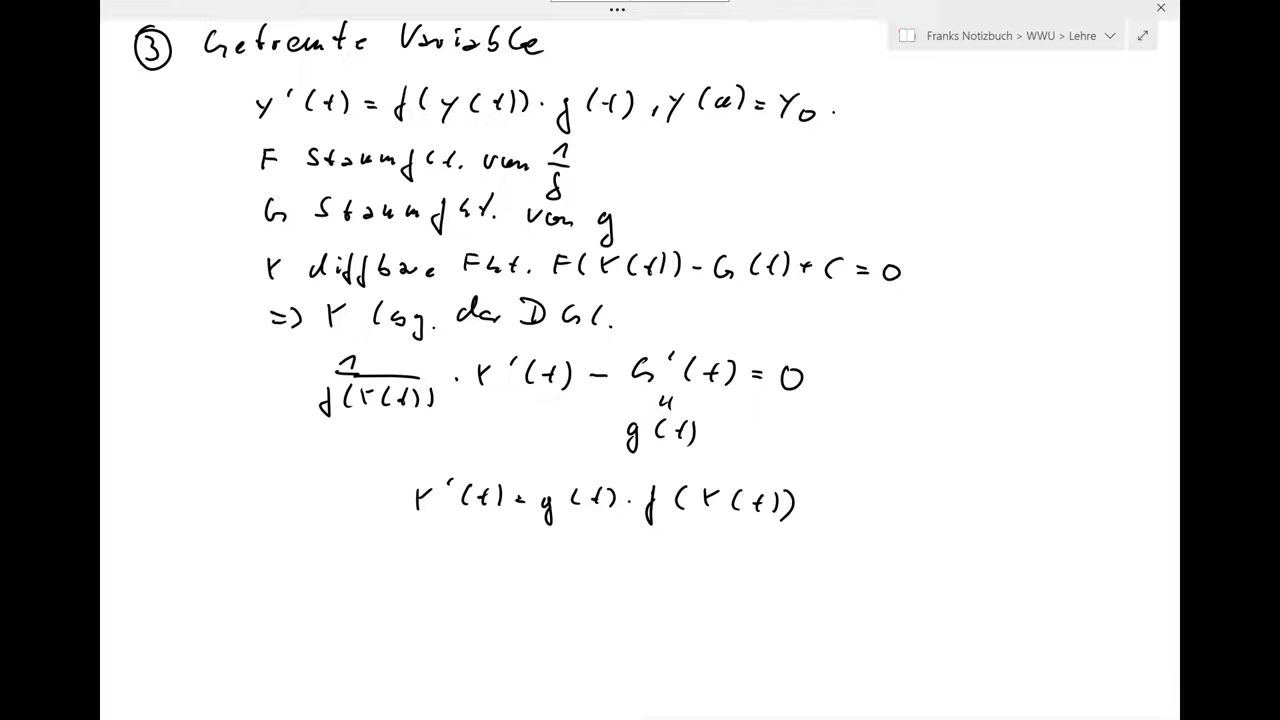 Franks Notizbuch > WWU > Lehre
③ Getrennte Variable
y'(t) = f(y(t)) · g(t), y(a) = y₀.
F Stammfkt. von 1/f
G Stammfkt. von g
Y diffbare Fkt. F(Y(t)) - G(t) + C = 0
=> Y Lsg. der DGL.
1/f(Y(t)) · Y'(t) - G'(t) = 0
"
g(t)
Y'(t) = g(t) · f(Y(t))